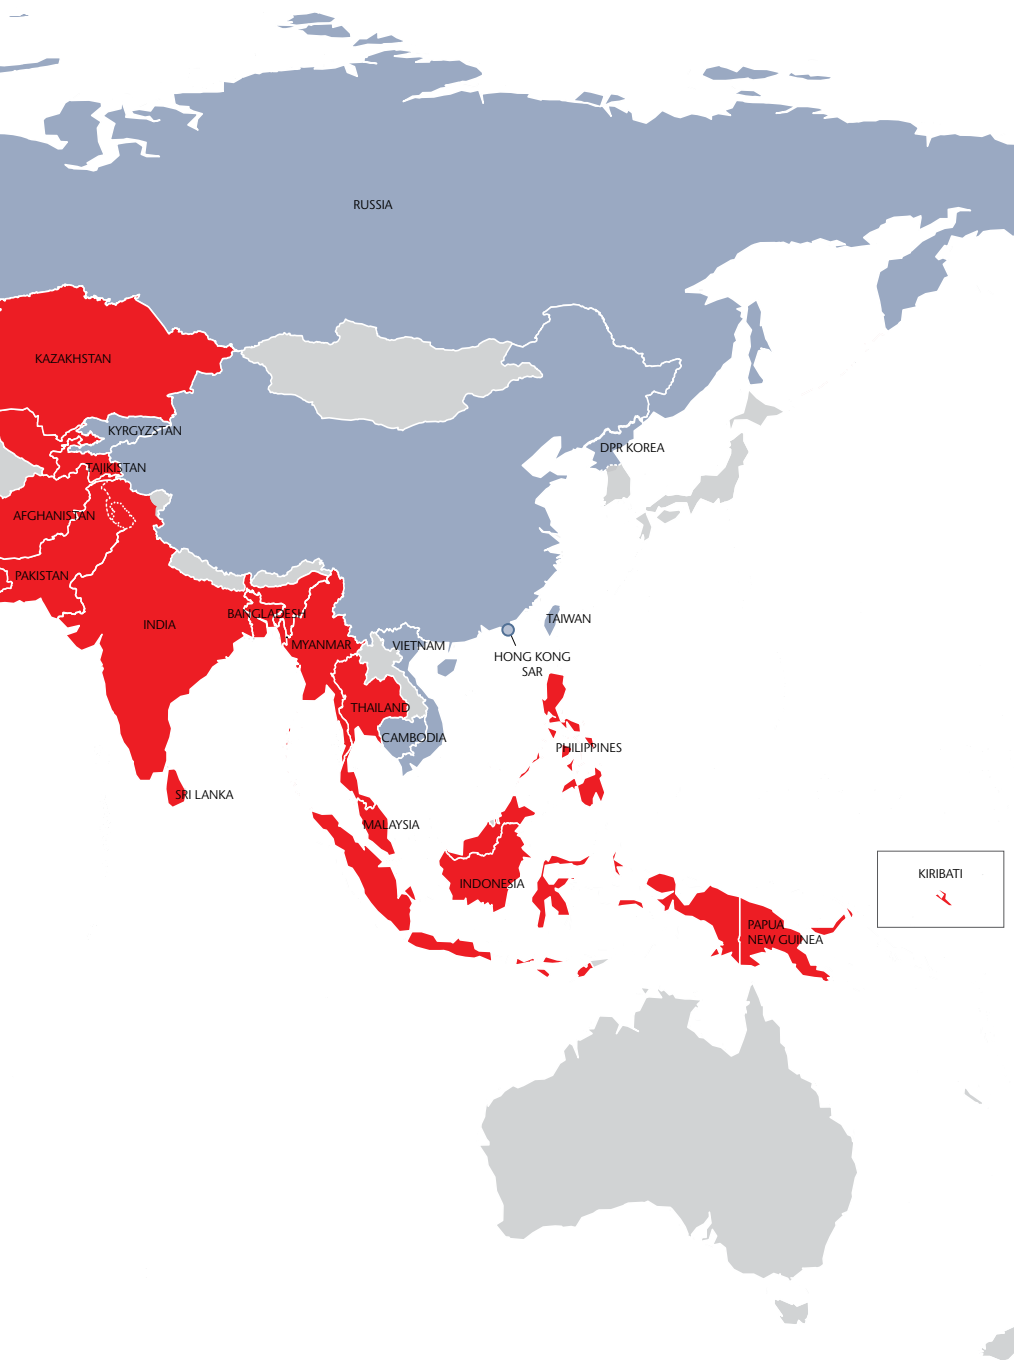 RUSSIA
KAZAKHSTAN
KYRGYZSTAN
DPR KOREA
TAJIKISTAN
AFGHANISTAN
PAKISTAN
BANGLADESH
INDIA
TAIWAN
MYANMAR
VIETNAM
HONG KONG
SAR
THAILAND
CAMBODIA
PHILIPPINES
SRI LANKA
MALAYSIA
KIRIBATI
INDONESIA
PAPUA
NEW GUINEA